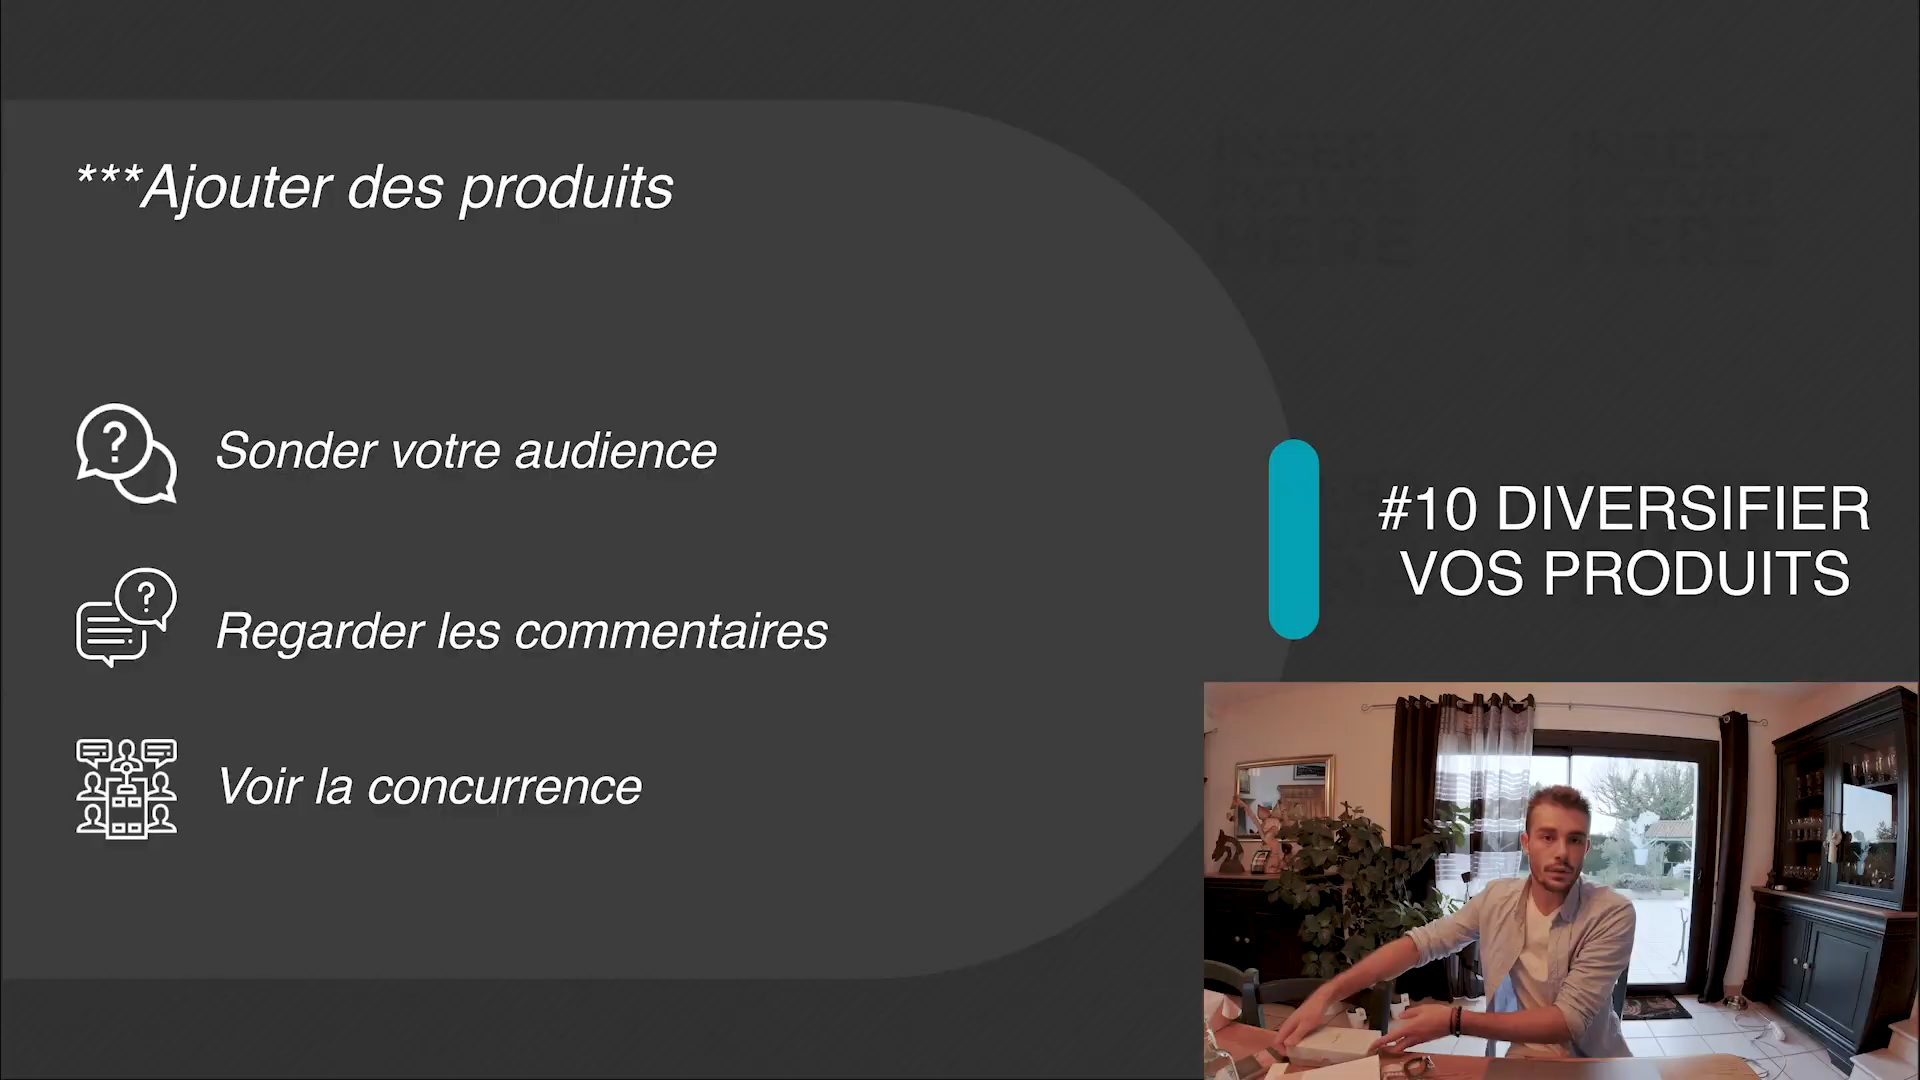 ***Ajouter des produits
Sonder votre audience
Regarder les commentaires
Voir la concurrence
#10 DIVERSIFIER
VOS PRODUITS